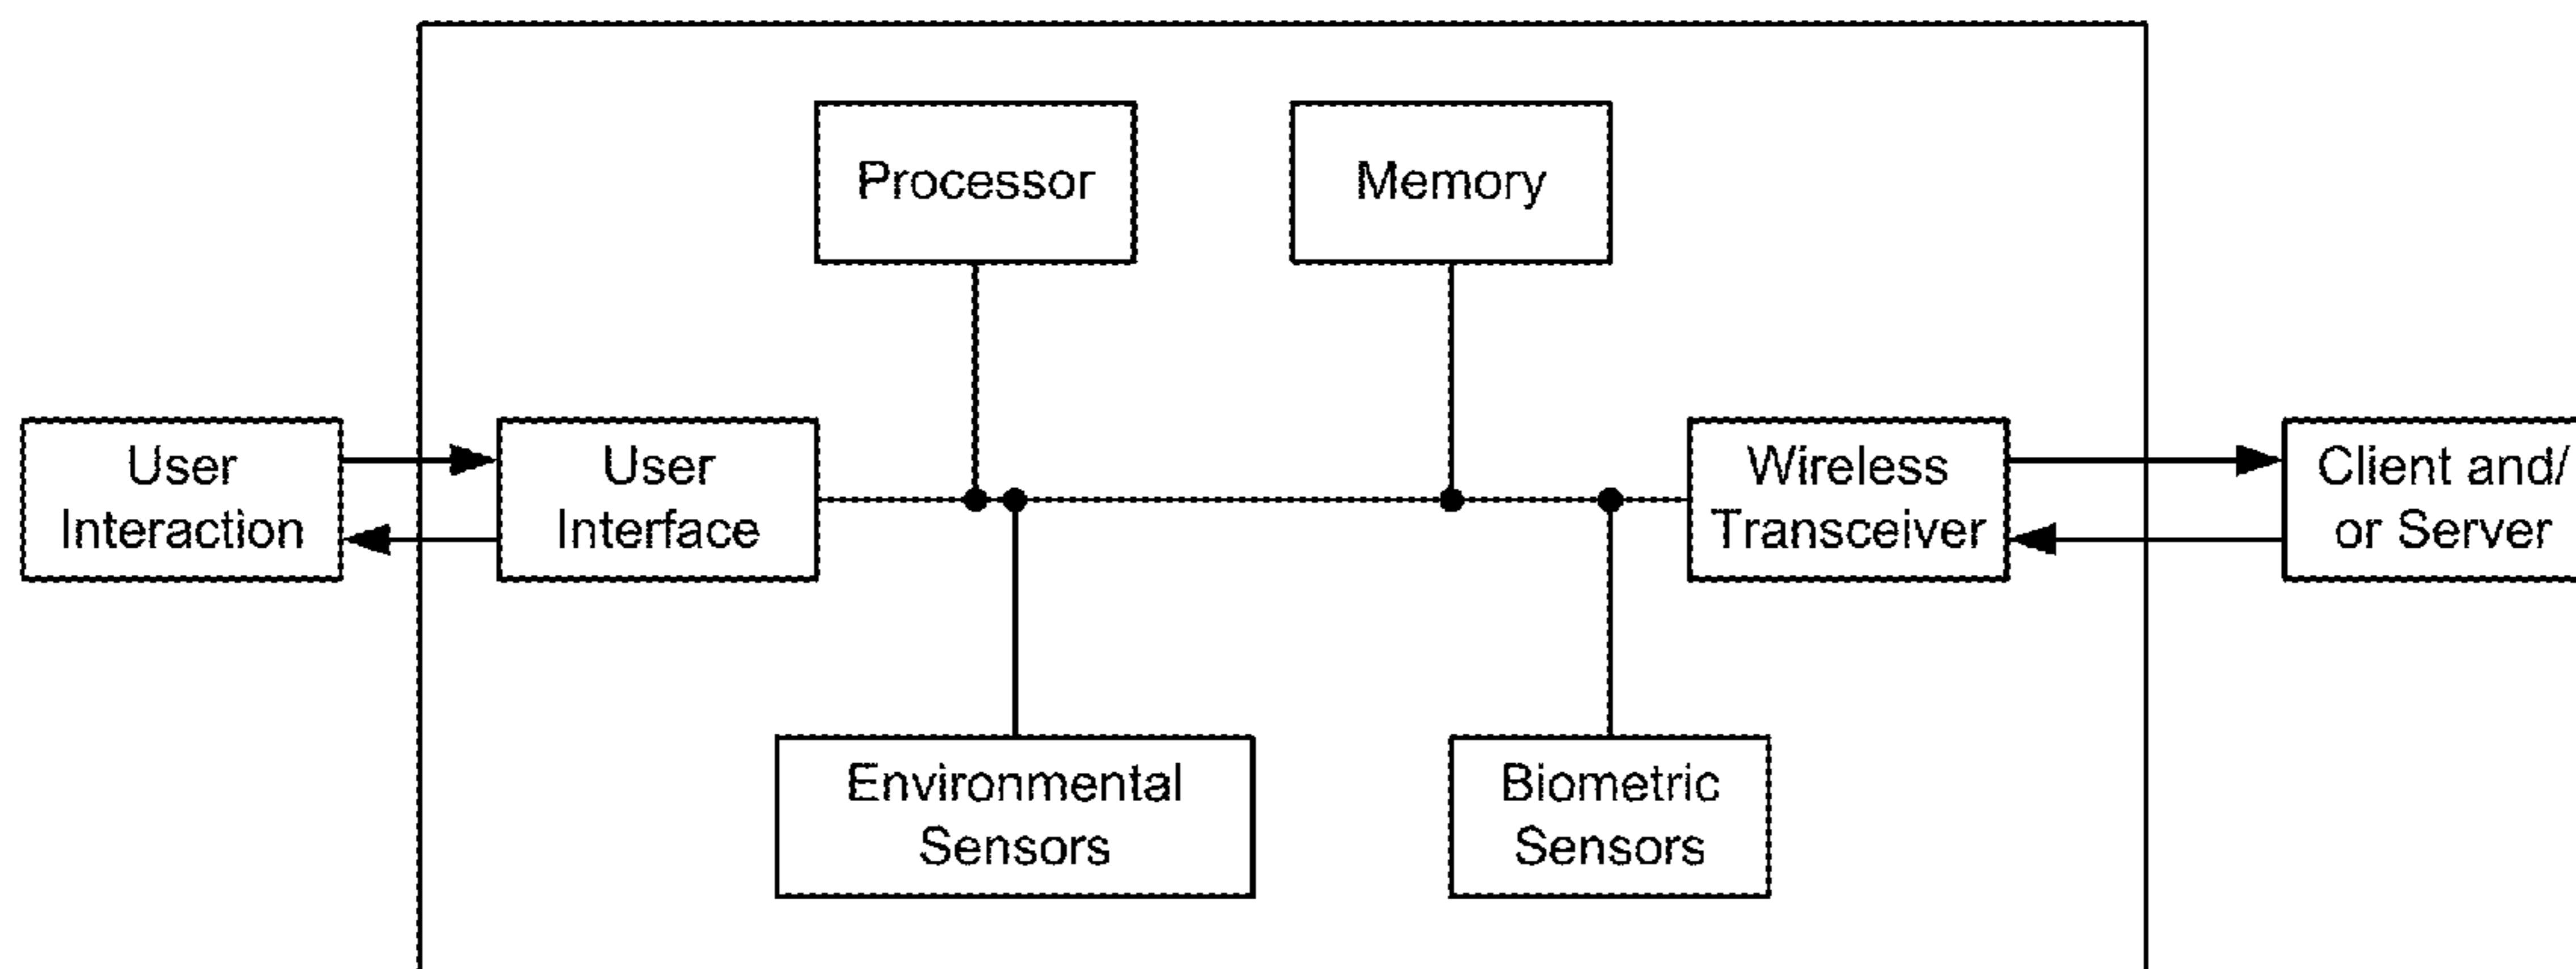 Processor
Memory
User
Interaction
User
Interface
Wireless
Transceiver
Client and/
or Server
Environmental
Sensors
Biometric
Sensors